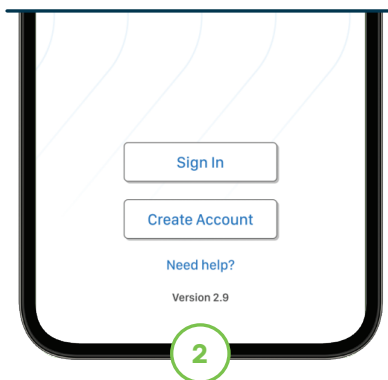 Sign In
Create Account
Need help?
Version 2.9
2